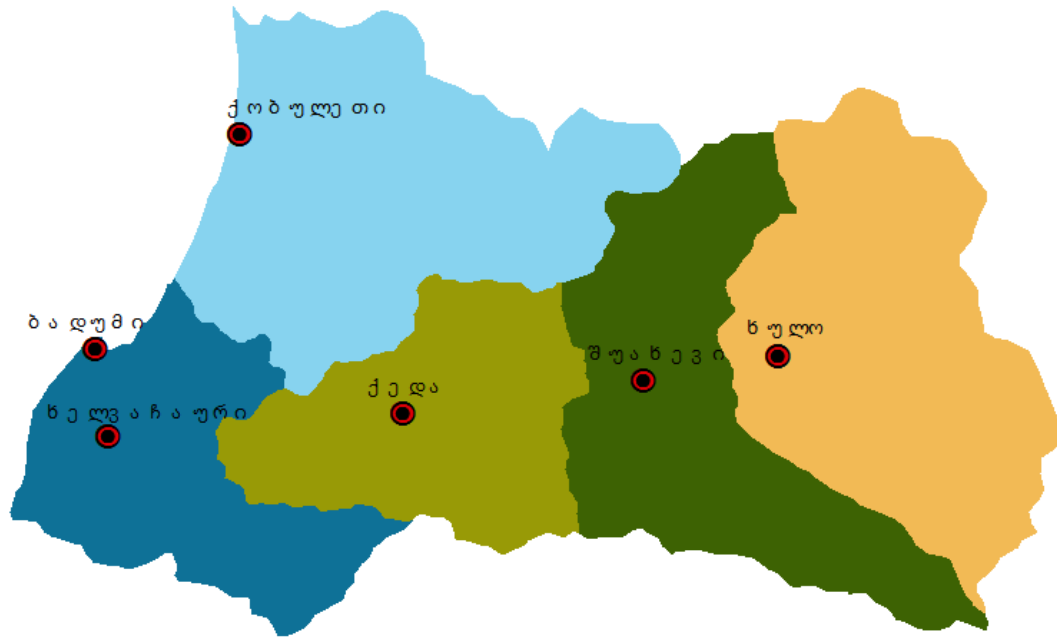 ქობულეთი
ბადუმი
ხულო
შუახევი
ქედა
ხელვაჩაური